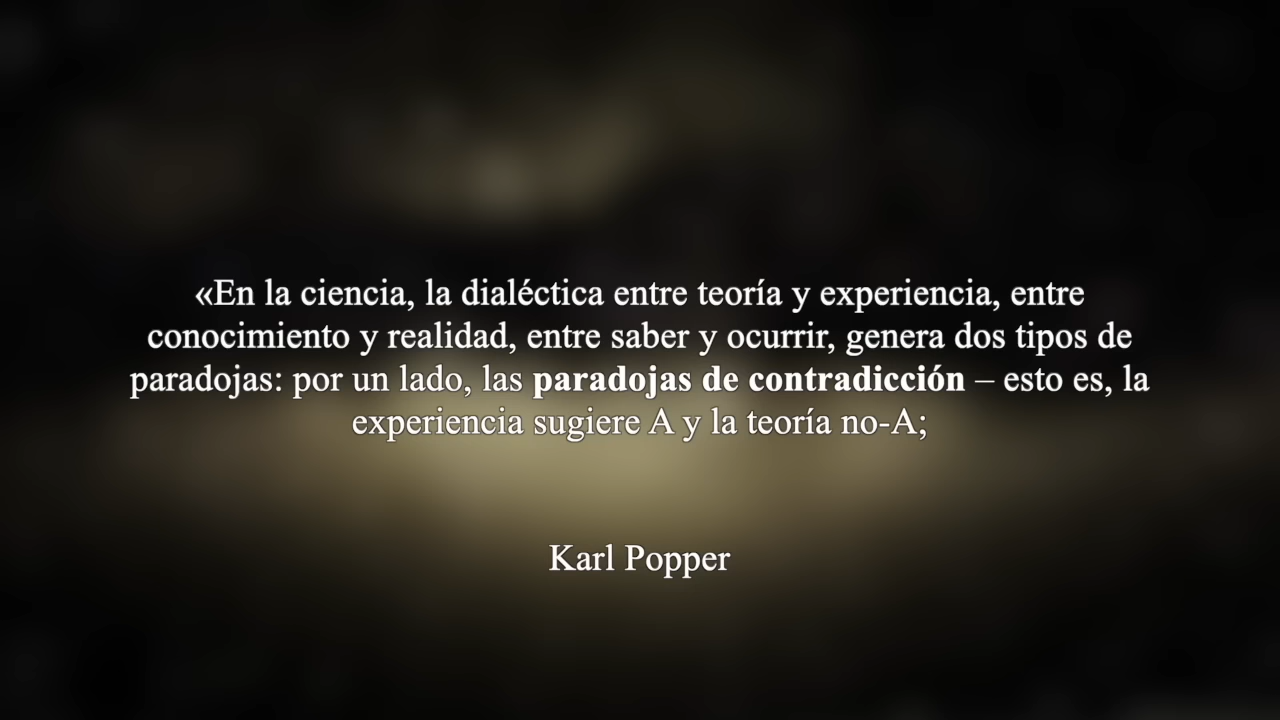 «En la ciencia, la dialéctica entre teoría y experiencia, entre
conocimiento y realidad, entre saber y ocurrir, genera dos tipos de
paradojas: por un lado, las paradojas de contradicción – esto es, la
experiencia sugiere A y la teoría no-A;
Karl Popper